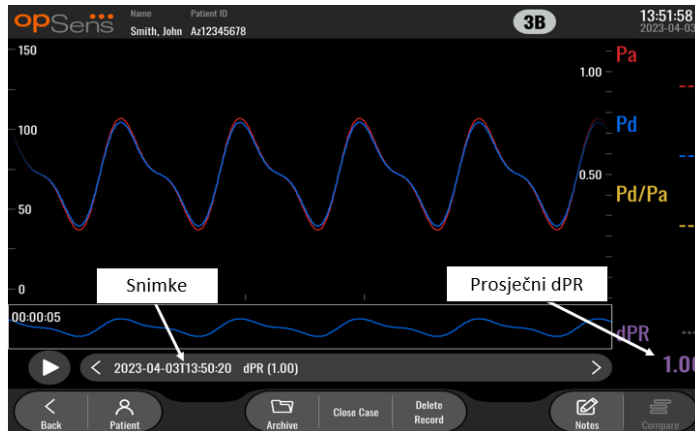 opSens
Name Patient ID
Smith, John Az12345678
3B
13:51:58
2023-04-03
150
100
50
0
1.00
0.50
Pa
--
Pd
--
Pd/Pa
--
Snimke
Prosječni dPR
00:00:05
dPR
---
1.00
< 2023-04-03T13:50:20 dPR (1.00) >
Back
Patient
Archive
Close Case
Delete
Record
Notes
Compare